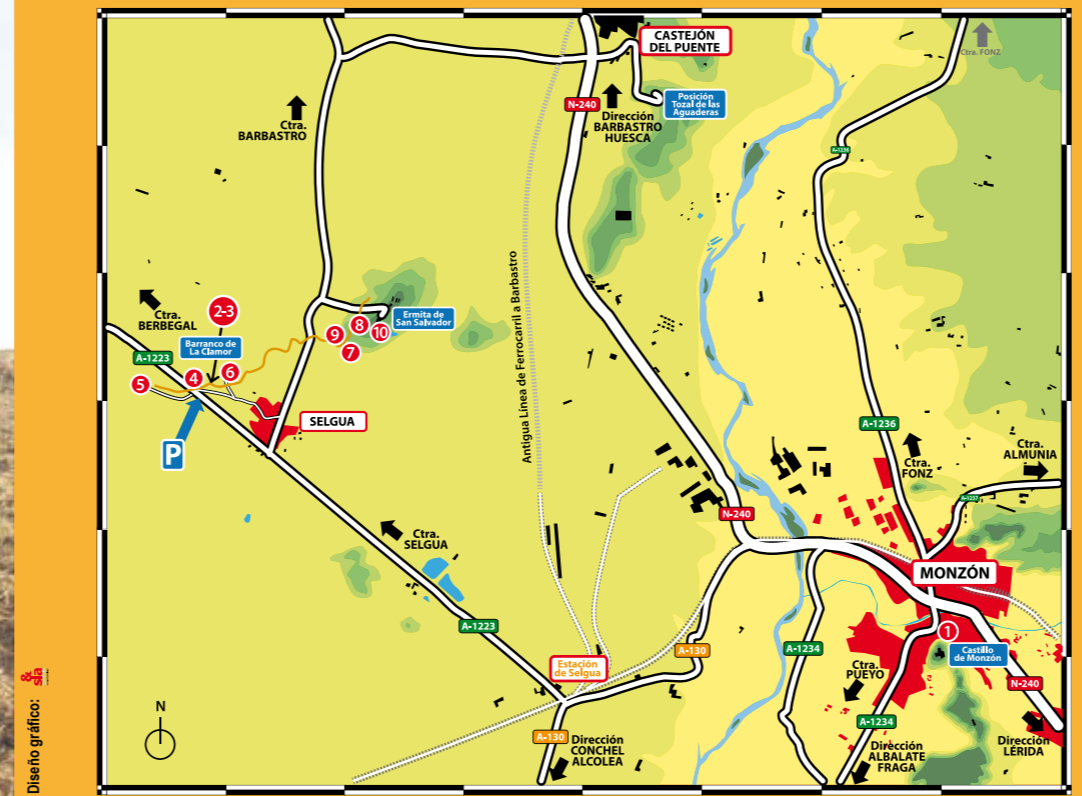 CASTEJÓN
DEL PUENTE
Ctra. FONZ
Posición
Tozal de las
Aguaderas
N-240
Dirección
BARBASTRO
HUESCA
Ctra.
BARBASTRO
A-1236
Antigua Línea de Ferrocarril a Barbastro
Ctra.
BERBEGAL
2-3
Barranco de
La Clamor
A-1223
5
4
6
9
8
7
10
Ermita de
San Salvador
P
SELGUA
A-1236
Ctra.
FONZ
Ctra.
ALMUNIA
A-1237
N-240
Ctra.
SELGUA
A-1223
MONZÓN
1
Castillo
de Monzón
A-130
A-1234
Estación
de Selgua
Ctra.
PUEYO
N-240
A-1234
A-130
Dirección
CONCHEL
ALCOLEA
Dirección
ALBALATE
FRAGA
Dirección
LÉRIDA
N
Diseño gráfico:
&
sla